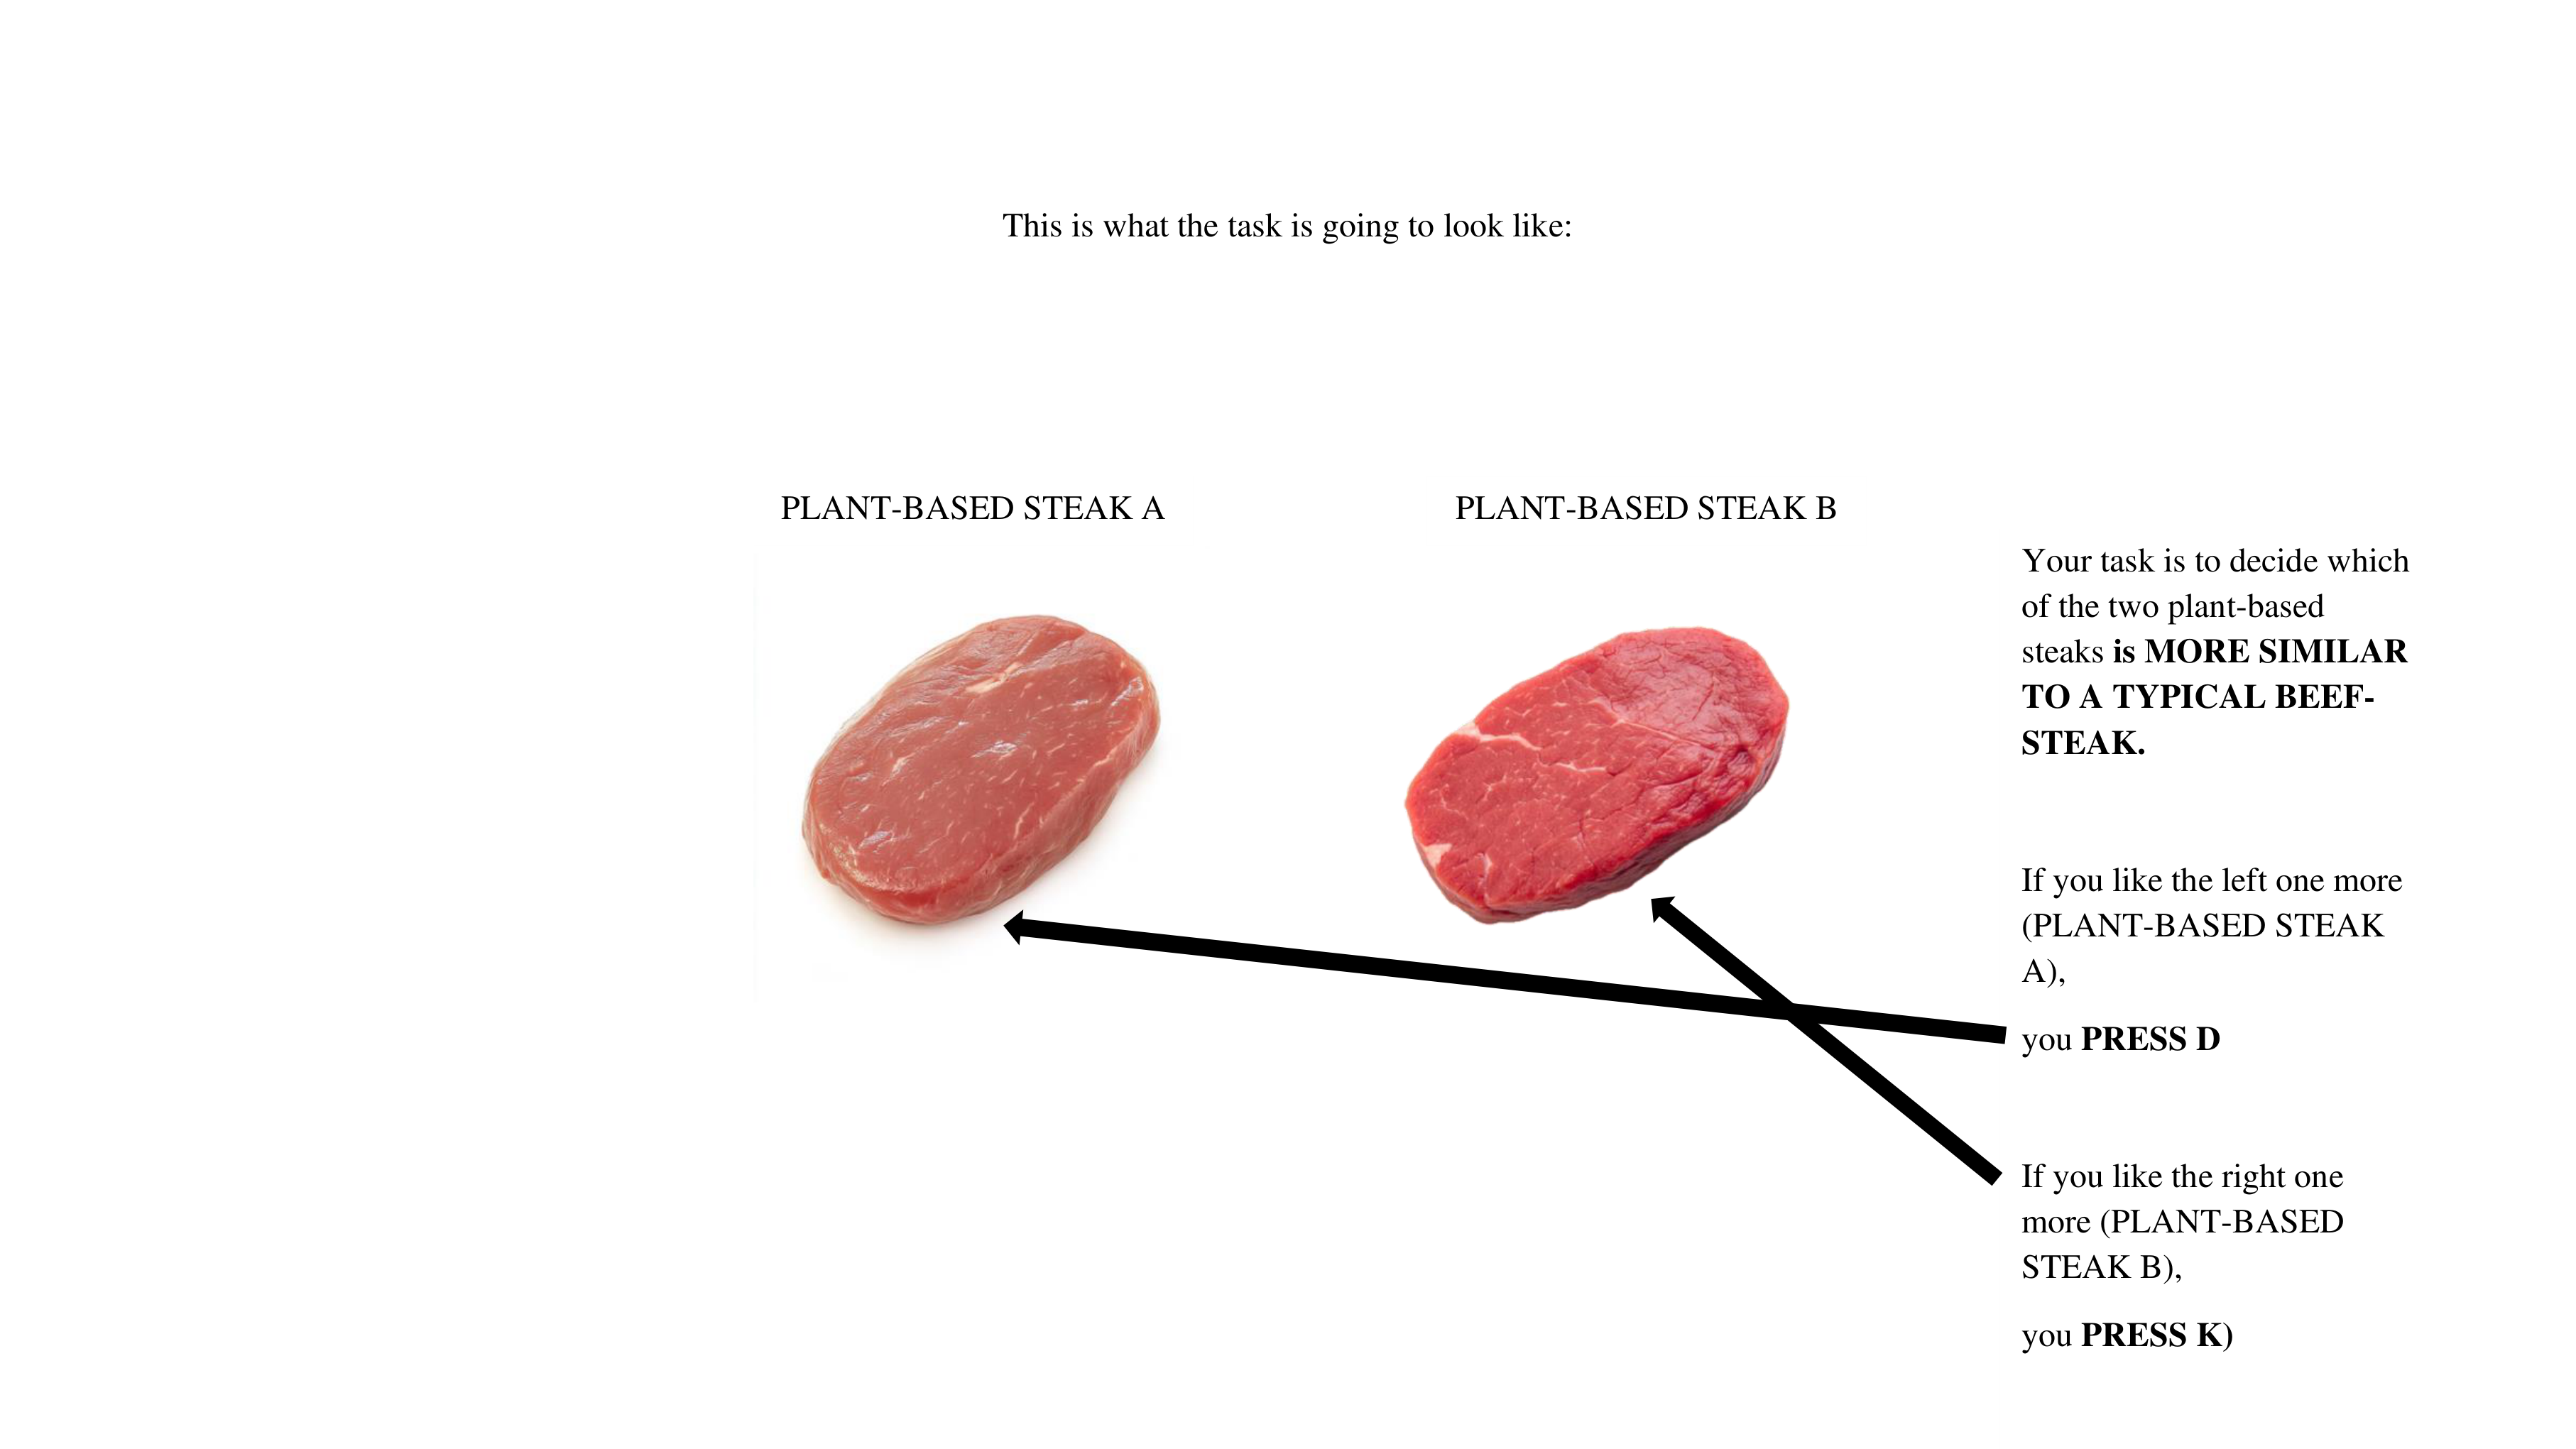 This is what the task is going to look like:
PLANT-BASED STEAK A
PLANT-BASED STEAK B
Your task is to decide which
of the two plant-based
steaks is MORE SIMILAR
TO A TYPICAL BEEF-
STEAK.
If you like the left one more
(PLANT-BASED STEAK
A),
you PRESS D
If you like the right one
more (PLANT-BASED
STEAK B),
you PRESS K)